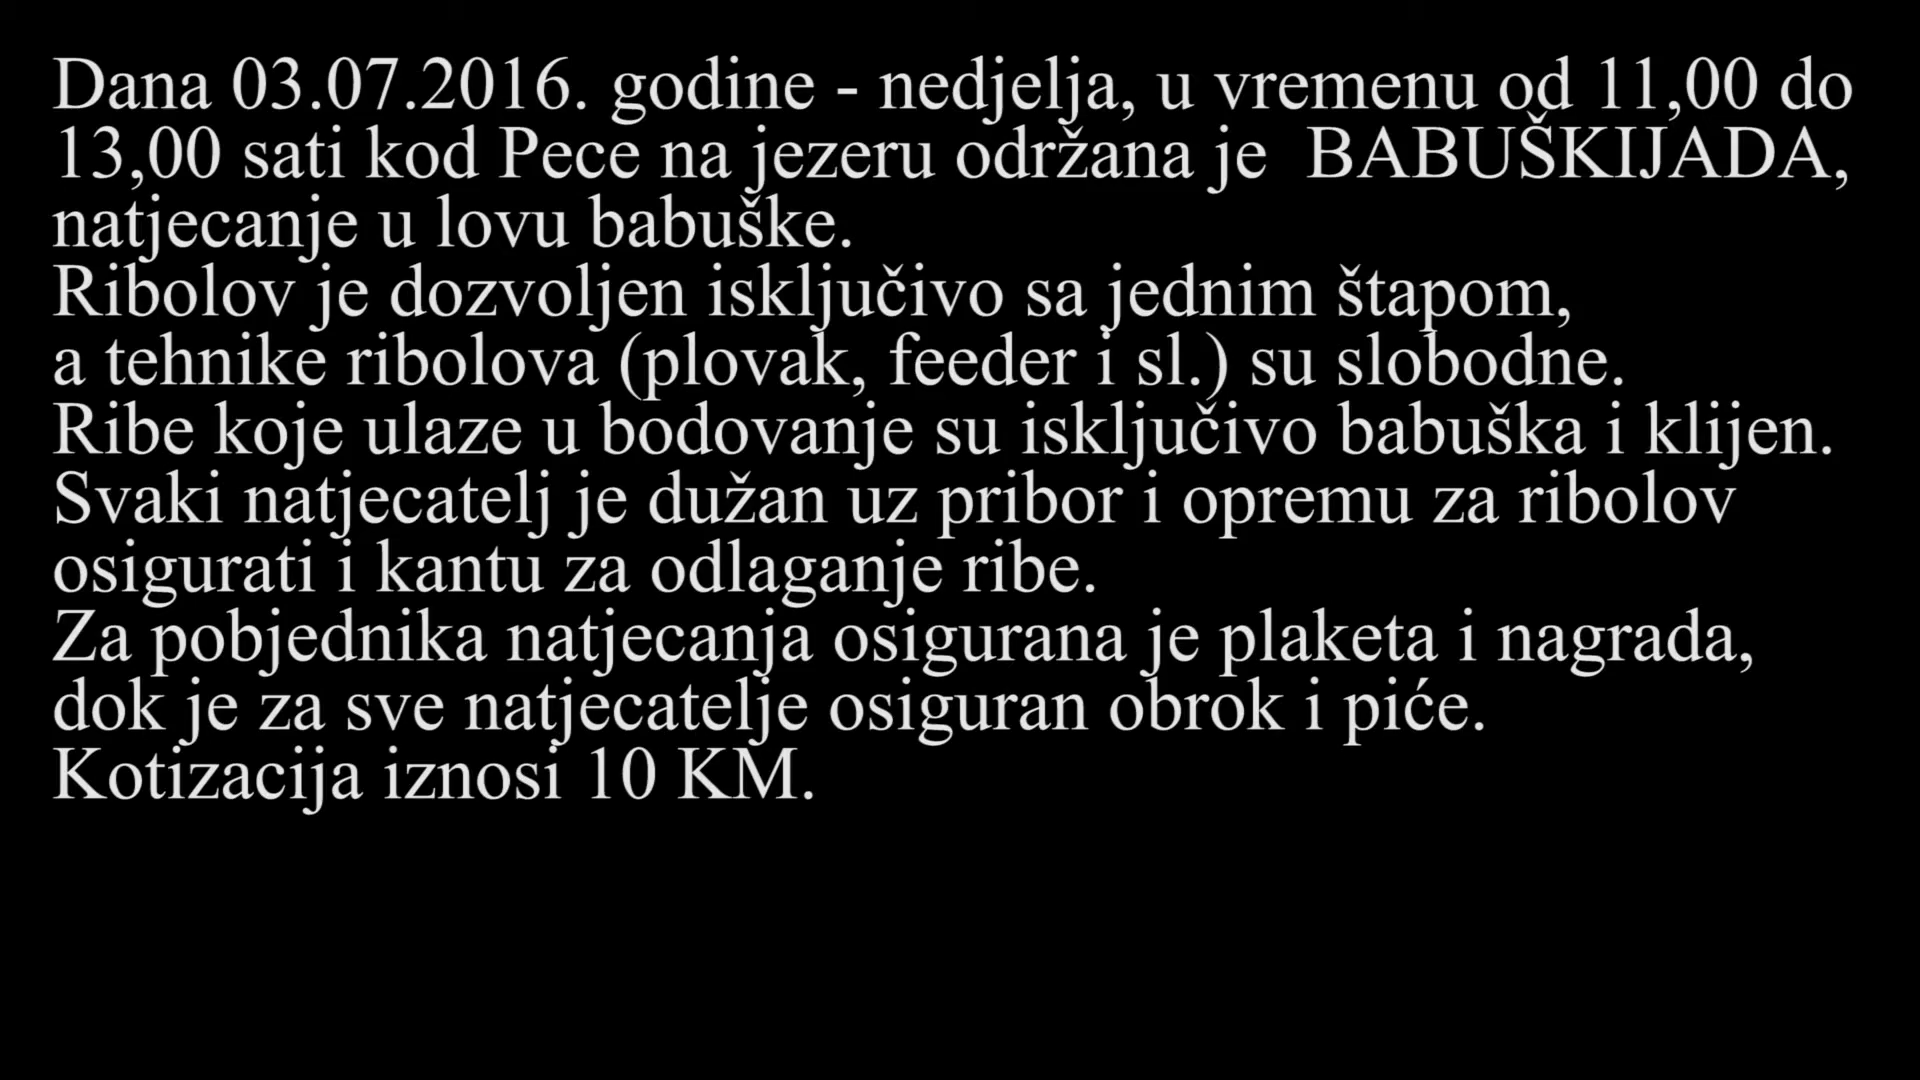 Dana 03.07.2016. godine - nedjelja, u vremenu od 11,00 do
13,00 sati kod Pece na jezeru održana je  BABUŠKIJADA,
natjecanje u lovu babuške.
Ribolov je dozvoljen isključivo sa jednim štapom,
a tehnike ribolova (plovak, feeder i sl.) su slobodne.
Ribe koje ulaze u bodovanje su isključivo babuška i klijen.
Svaki natjecatelj je dužan uz pribor i opremu za ribolov
osigurati i kantu za odlaganje ribe.
Za pobjednika natjecanja osigurana je plaketa i nagrada,
dok je za sve natjecatelje osiguran obrok i piće.
Kotizacija iznosi 10 KM.